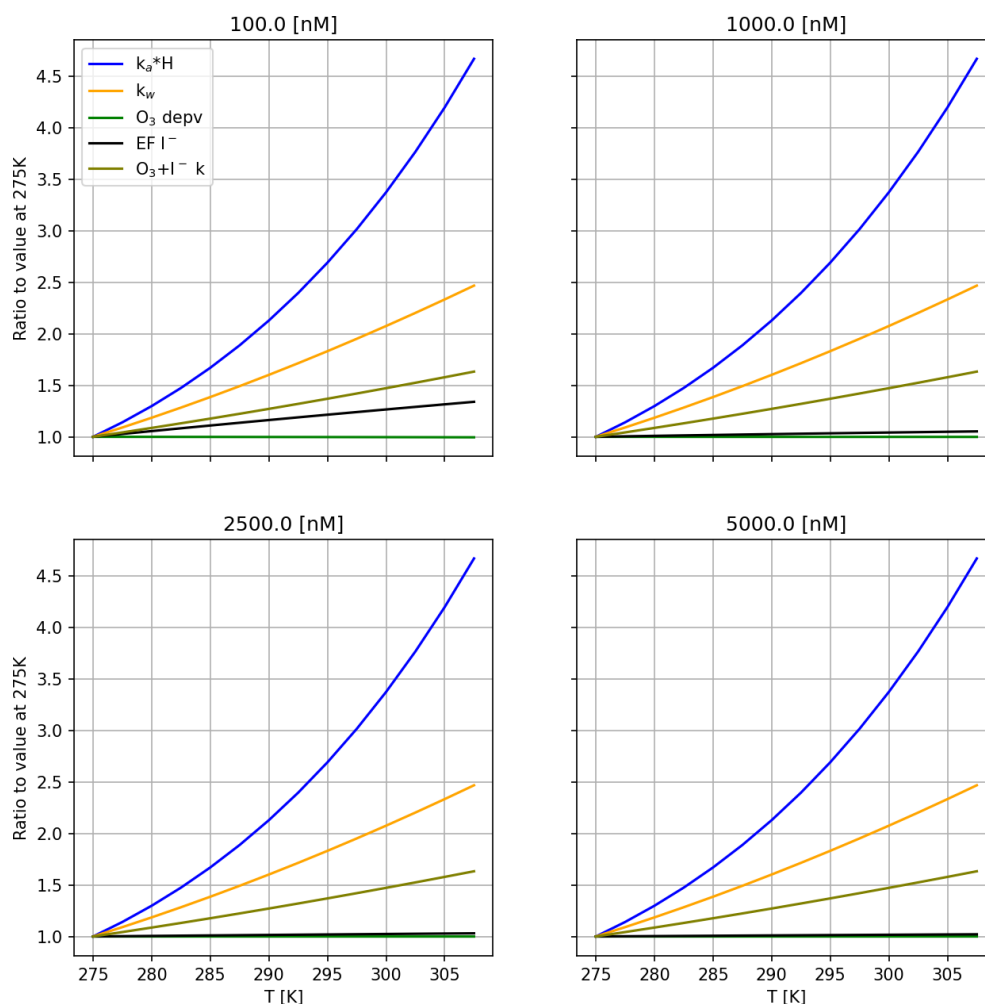 100.0 [nM]
1000.0 [nM]
Ratio to value at 275K
4.5
4.0
3.5
3.0
2.5
2.0
1.5
1.0
kₐ*H
k_w
O₃ depv
EF I⁻
O₃+I⁻ k
2500.0 [nM]
5000.0 [nM]
Ratio to value at 275K
4.5
4.0
3.5
3.0
2.5
2.0
1.5
1.0
275 280 285 290 295 300 305
275 280 285 290 295 300 305
T [K]
T [K]